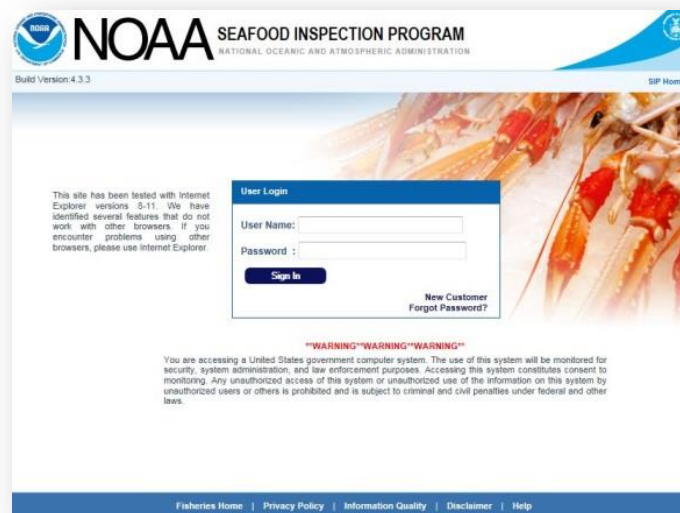 NOAA
NOAA SEAFOOD INSPECTION PROGRAM
NATIONAL OCEANIC AND ATMOSPHERIC ADMINISTRATION
Build Version:4.3.3
SIP Hom
This site has been tested with Internet
Explorer versions 8-11. We have
identified several features that do not
work with other browsers. If you
encounter problems using other
browsers, please use Internet Explorer.
User Login
User Name:
Password :
Sign In
New Customer
Forgot Password?
**WARNING**WARNING**WARNING**
You are accessing a United States government computer system. The use of this system will be monitored for
security, system administration, and law enforcement purposes. Accessing this system constitutes consent to
monitoring. Any unauthorized access of this system or unauthorized use of the information on this system by
unauthorized users or others is prohibited and is subject to criminal and civil penalties under federal and other
laws.
Fisheries Home | Privacy Policy | Information Quality | Disclaimer | Help